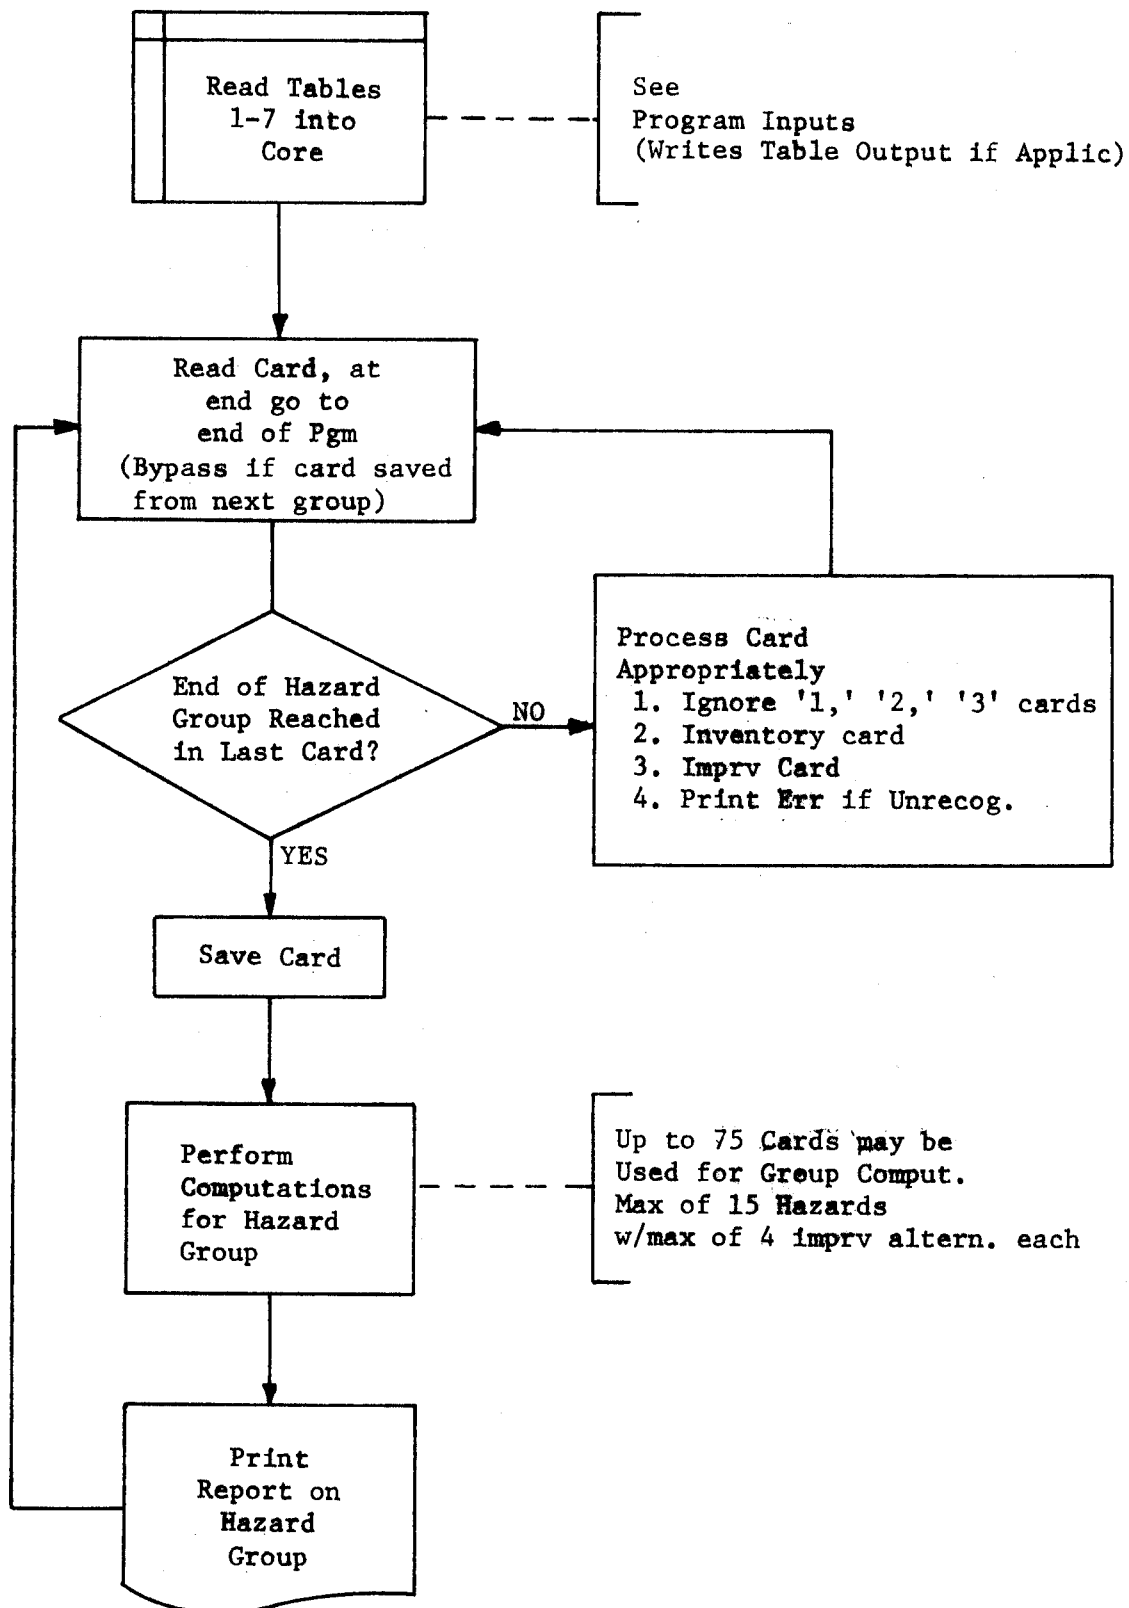 Read Tables
1-7 into
Core
See
Program Inputs
(Writes Table Output if Applic)
Read Card, at
end go to
end of Pgm
(Bypass if card saved
from next group)
End of Hazard
Group Reached
in Last Card?
NO
Process Card
Appropriately
1. Ignore '1,' '2,' '3' cards
2. Inventory card
3. Imprv Card
4. Print Err if Unrecog.
YES
Save Card
Perform
Computations
for Hazard
Group
Up to 75 Cards may be
Used for Group Comput.
Max of 15 Hazards
w/max of 4 imprv altern. each
Print
Report on
Hazard
Group